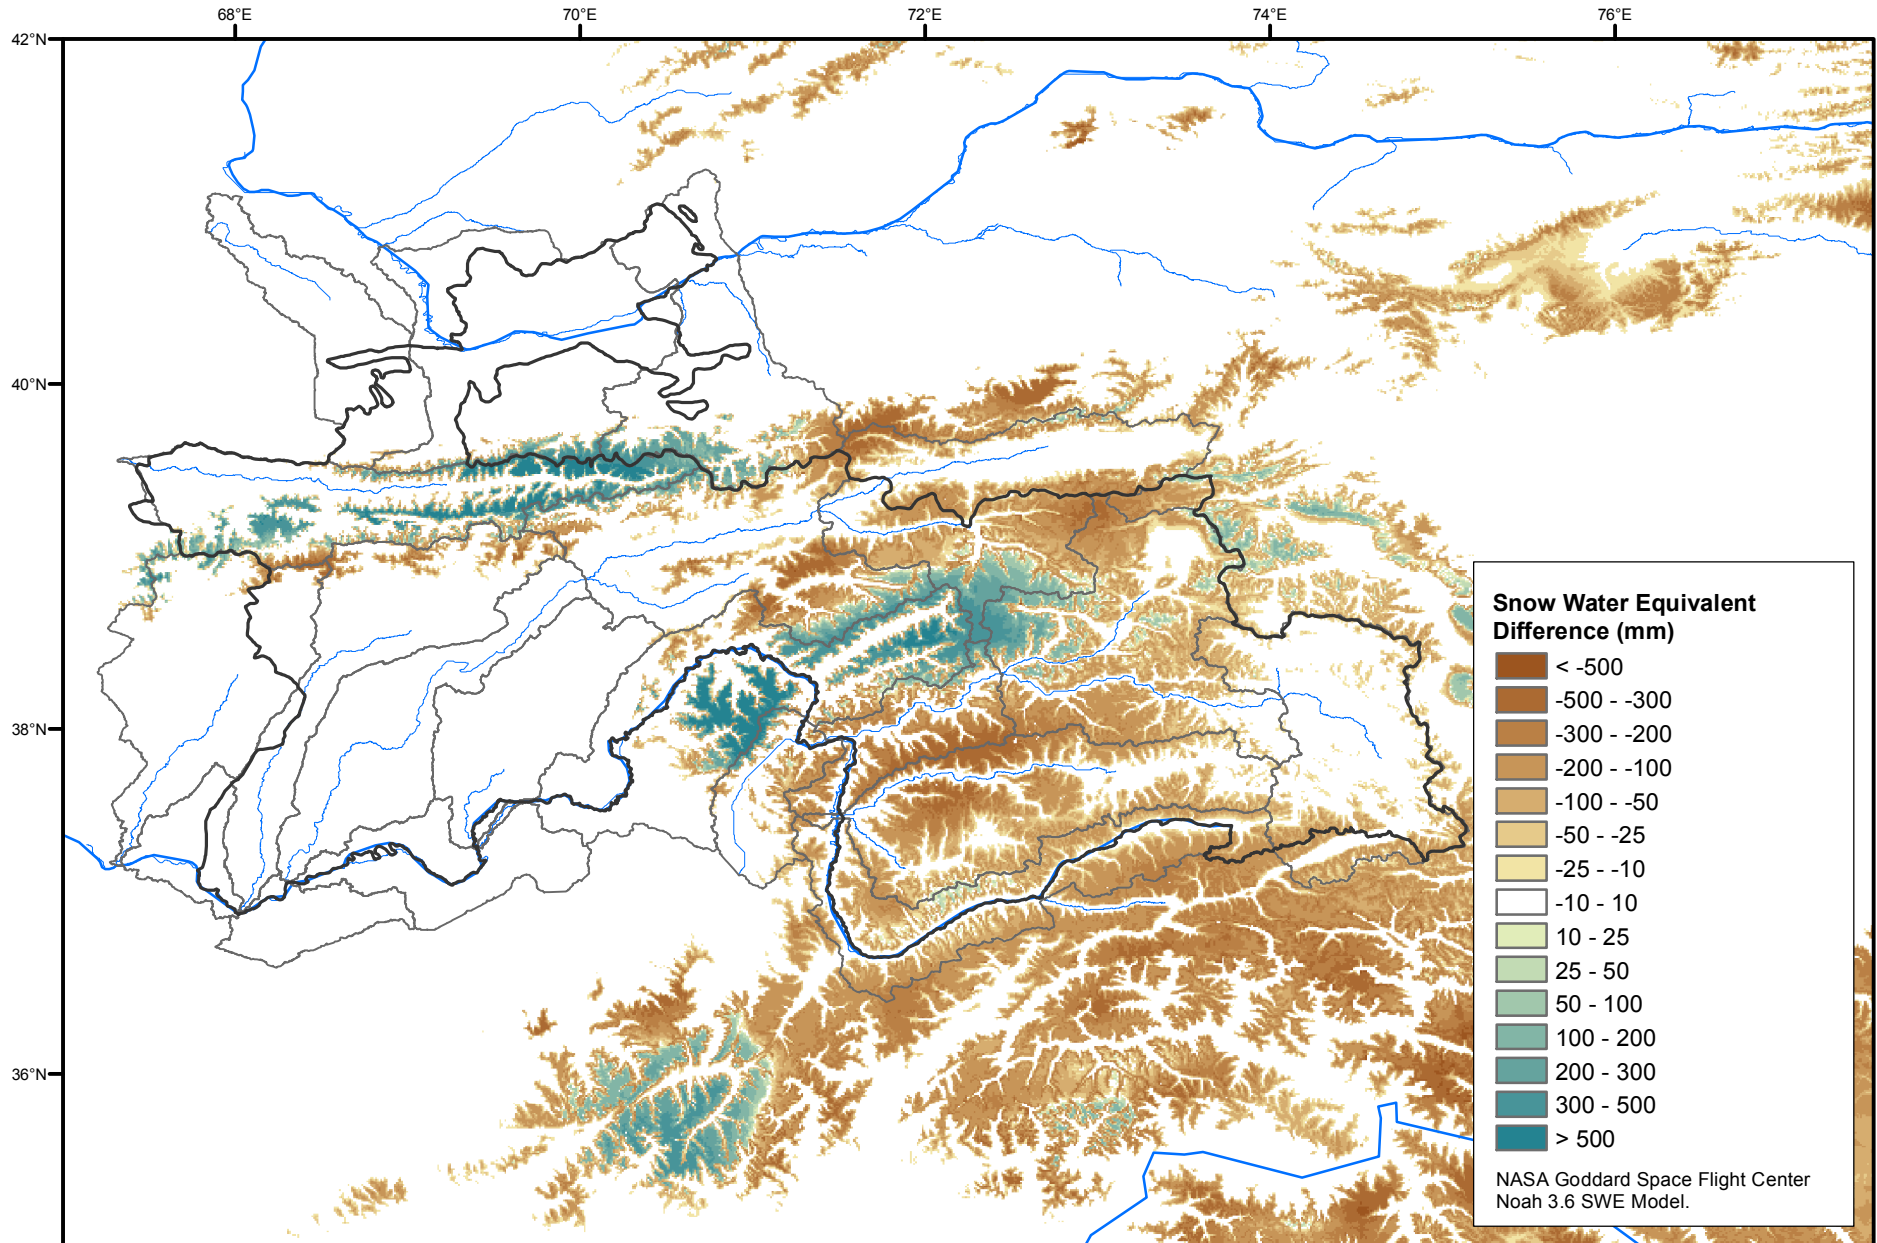 68°E 70°E 72°E 74°E 76°E
42°N
40°N
38°N
36°N
Snow Water Equivalent
Difference (mm)
< -500
-500 - -300
-300 - -200
-200 - -100
-100 - -50
-50 - -25
-25 - -10
-10 - 10
10 - 25
25 - 50
50 - 100
100 - 200
200 - 300
300 - 500
> 500
NASA Goddard Space Flight Center
Noah 3.6 SWE Model.